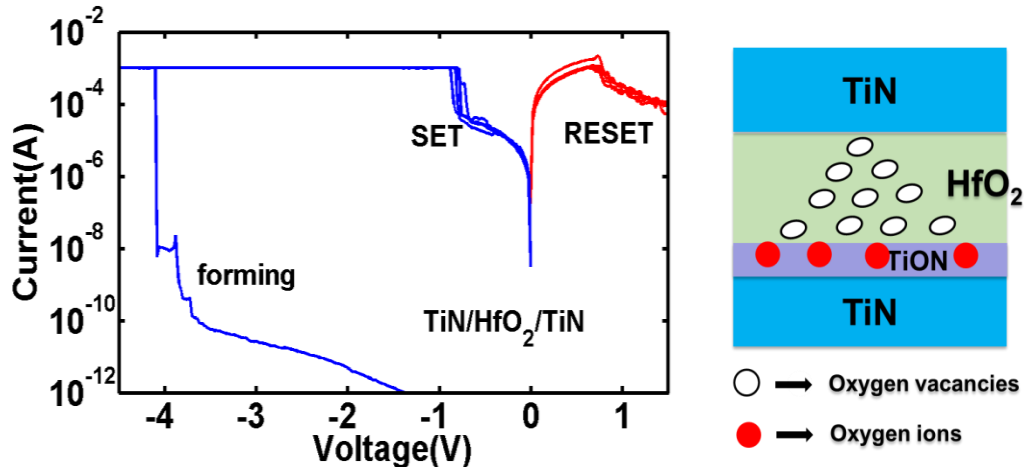 10⁻²
10⁻⁴
10⁻⁶
10⁻⁸
10⁻¹⁰
10⁻¹²
Current(A)
SET
RESET
forming
TiN/HfO₂/TiN
-4 -3 -2 -1 0 1
Voltage(V)
TiN
HfO₂
TiON
TiN
Oxygen vacancies
Oxygen ions